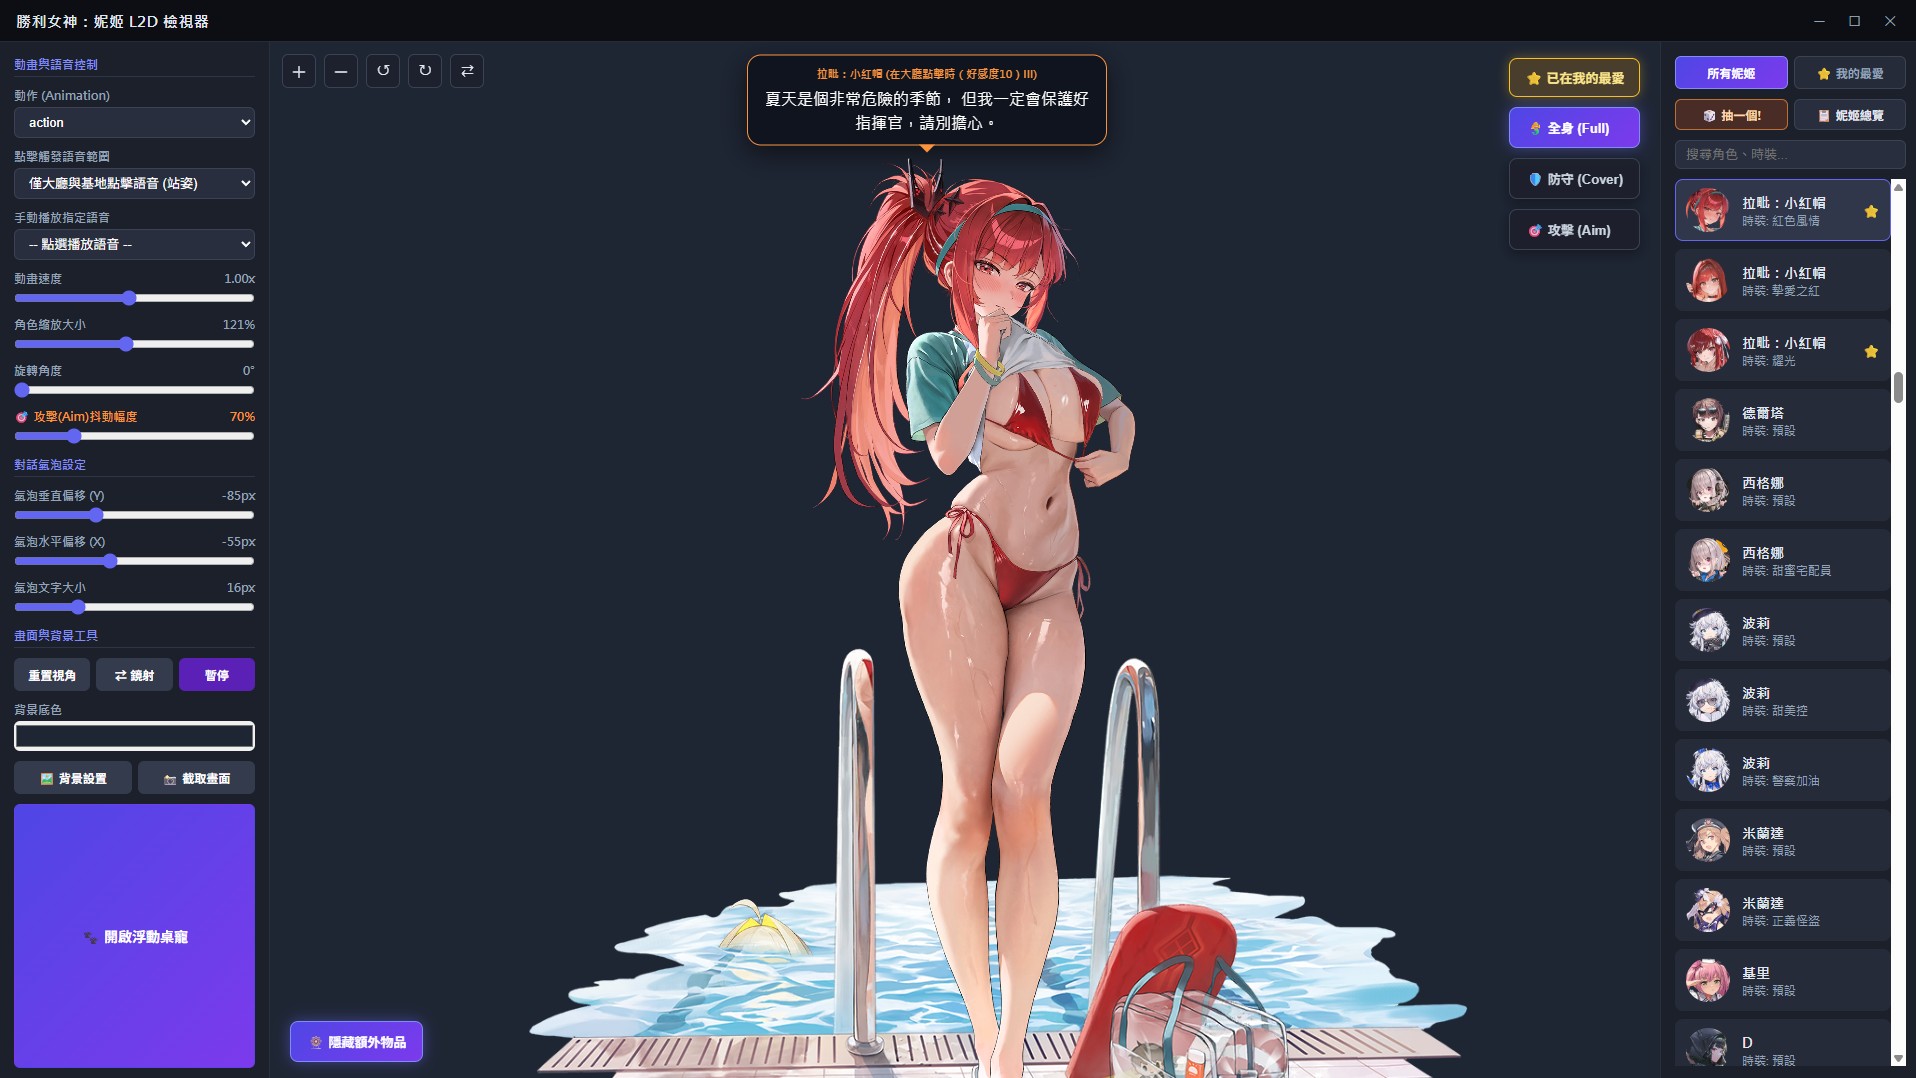 勝利女神：妮姬 L2D 檢視器
動畫與語音控制
動作 (Animation)
action
點擊觸發語音範圍
僅大廳與基地點擊語音 (站姿)
手動播放指定語音
-- 點選播放語音 --
動畫速度 1.00x
角色縮放大小 121%
旋轉角度 0°
攻擊(Aim)抖動幅度 70%
對話氣泡設定
氣泡垂直偏移 (Y) -85px
氣泡水平偏移 (X) -55px
氣泡文字大小 16px
畫面與背景工具
重置視角
⇄ 鏡射
暫停
背景底色
背景設置
截取畫面
開啟浮動桌寵
拉毗：小紅帽 (在大廳點擊時 ( 好感度10 ) III)
夏天是個非常危險的季節， 但我一定會保護好
指揮官，請別擔心。
隱藏額外物品
已在我的最愛
全身 (Full)
防守 (Cover)
攻擊 (Aim)
所有妮姬
我的最愛
抽一個!
妮姬總覽
搜尋角色、時裝...
拉毗：小紅帽
時裝: 紅色風情
拉毗：小紅帽
時裝: 摯愛之紅
拉毗：小紅帽
時裝: 耀光
德爾塔
時裝: 預設
西格娜
時裝: 預設
西格娜
時裝: 甜蜜宅配員
波莉
時裝: 預設
波莉
時裝: 甜美控
波莉
時裝: 警察加油
米蘭達
時裝: 預設
米蘭達
時裝: 正義怪盜
基里
時裝: 預設
D
時裝: 預設